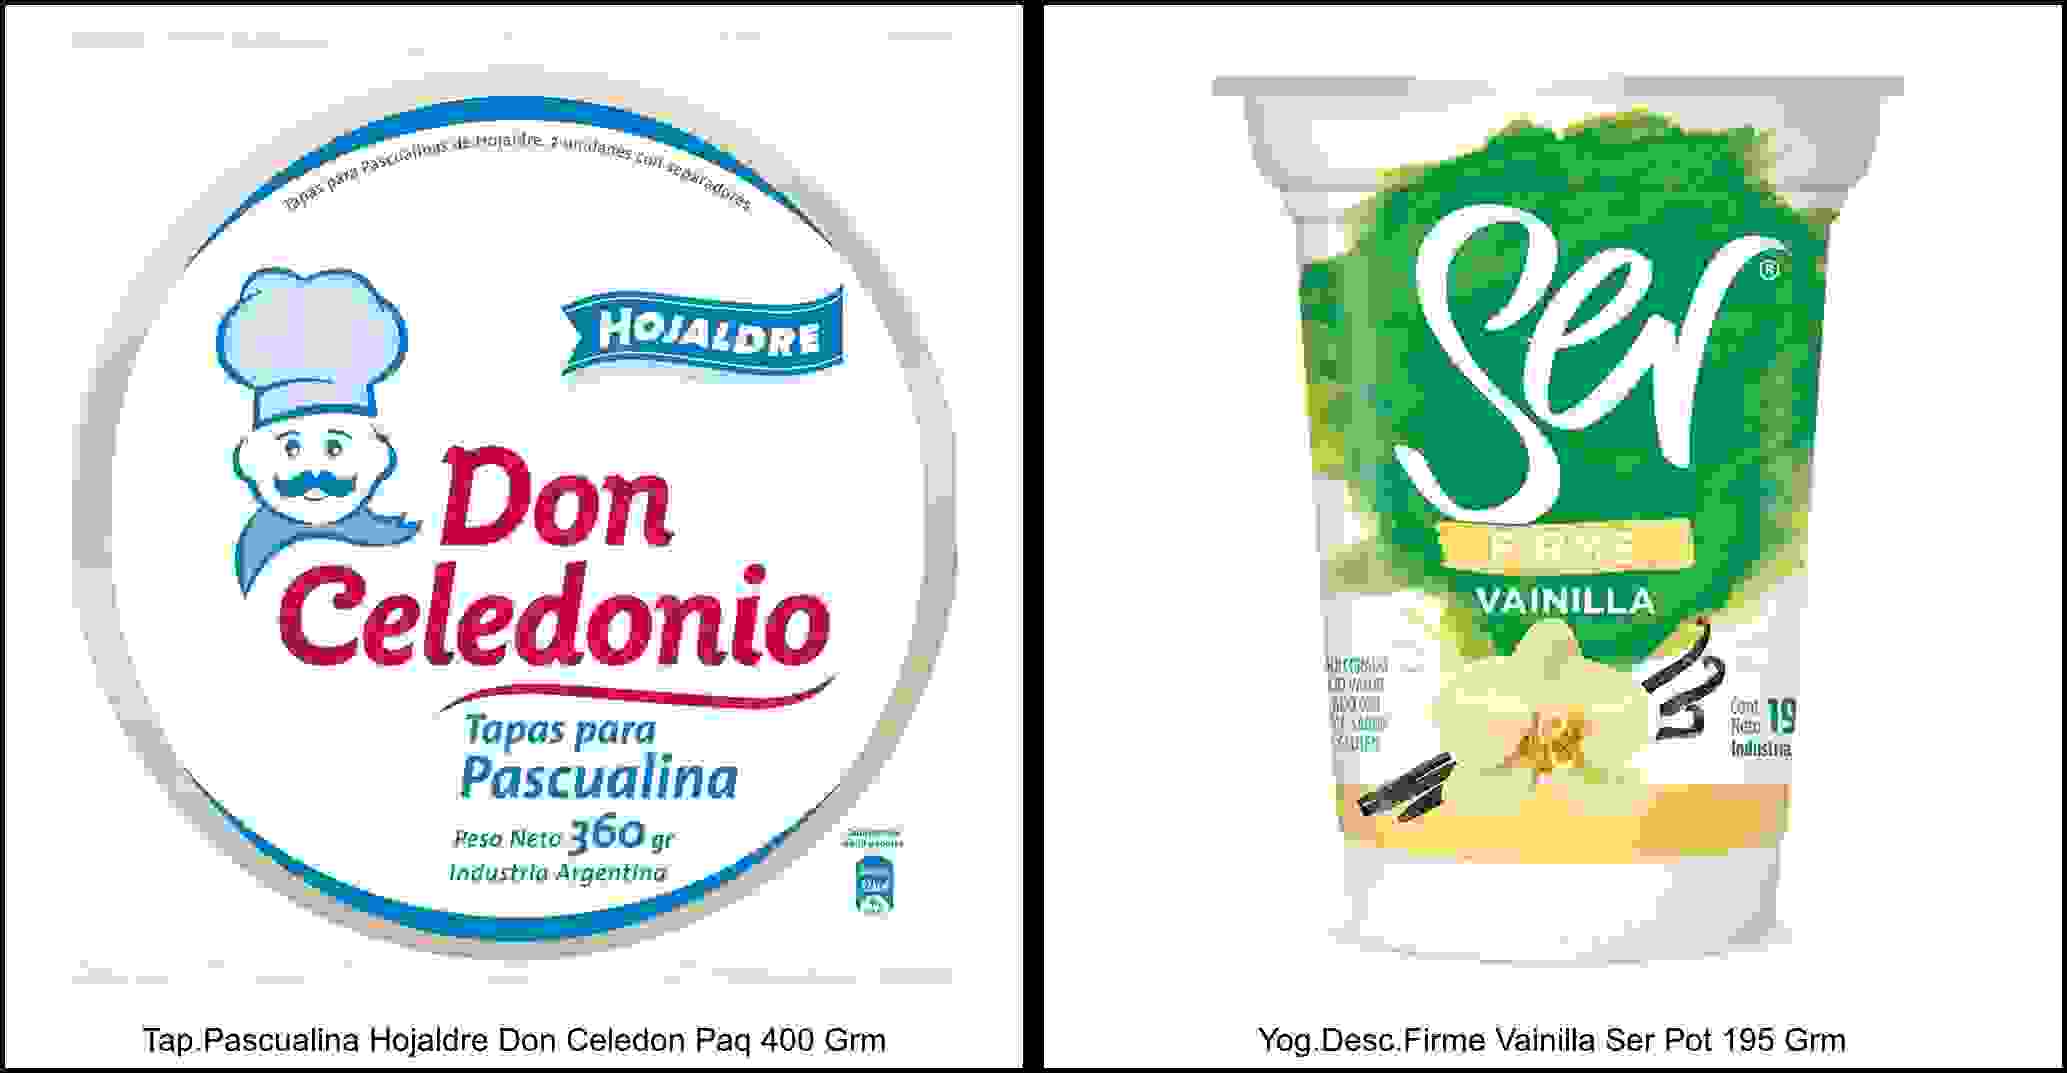 Tapas para Pascualinas de Hojaldre. 2 unidades con separadores.
HOJALDRE
Don
Celedonio
Tapas para
Pascualina
Peso Neto 360 gr
Industria Argentina
Tap.Pascualina Hojaldre Don Celedon Paq 400 Grm
Ser®
FIRME
VAINILLA
Cont.
Neto 19
Industria
Yog.Desc.Firme Vainilla Ser Pot 195 Grm